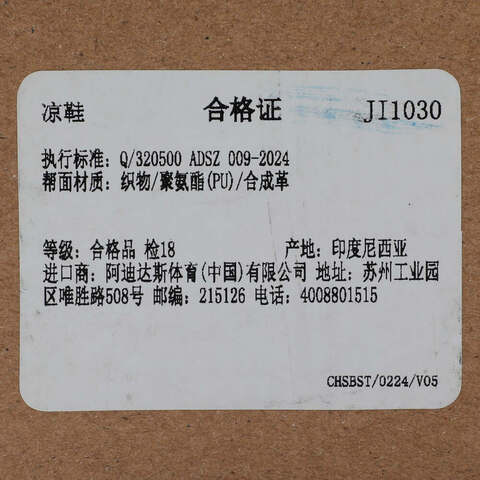 凉鞋 合格证 JI1030
执行标准: Q/320500 ADSZ 009-2024
帮面材质: 织物/聚氨酯(PU)/合成革
等级: 合格品 检18 产地: 印度尼西亚
进口商: 阿迪达斯体育(中国)有限公司 地址: 苏州工业园
区唯胜路508号 邮编: 215126 电话: 4008801515
CHSBST/0224/V05